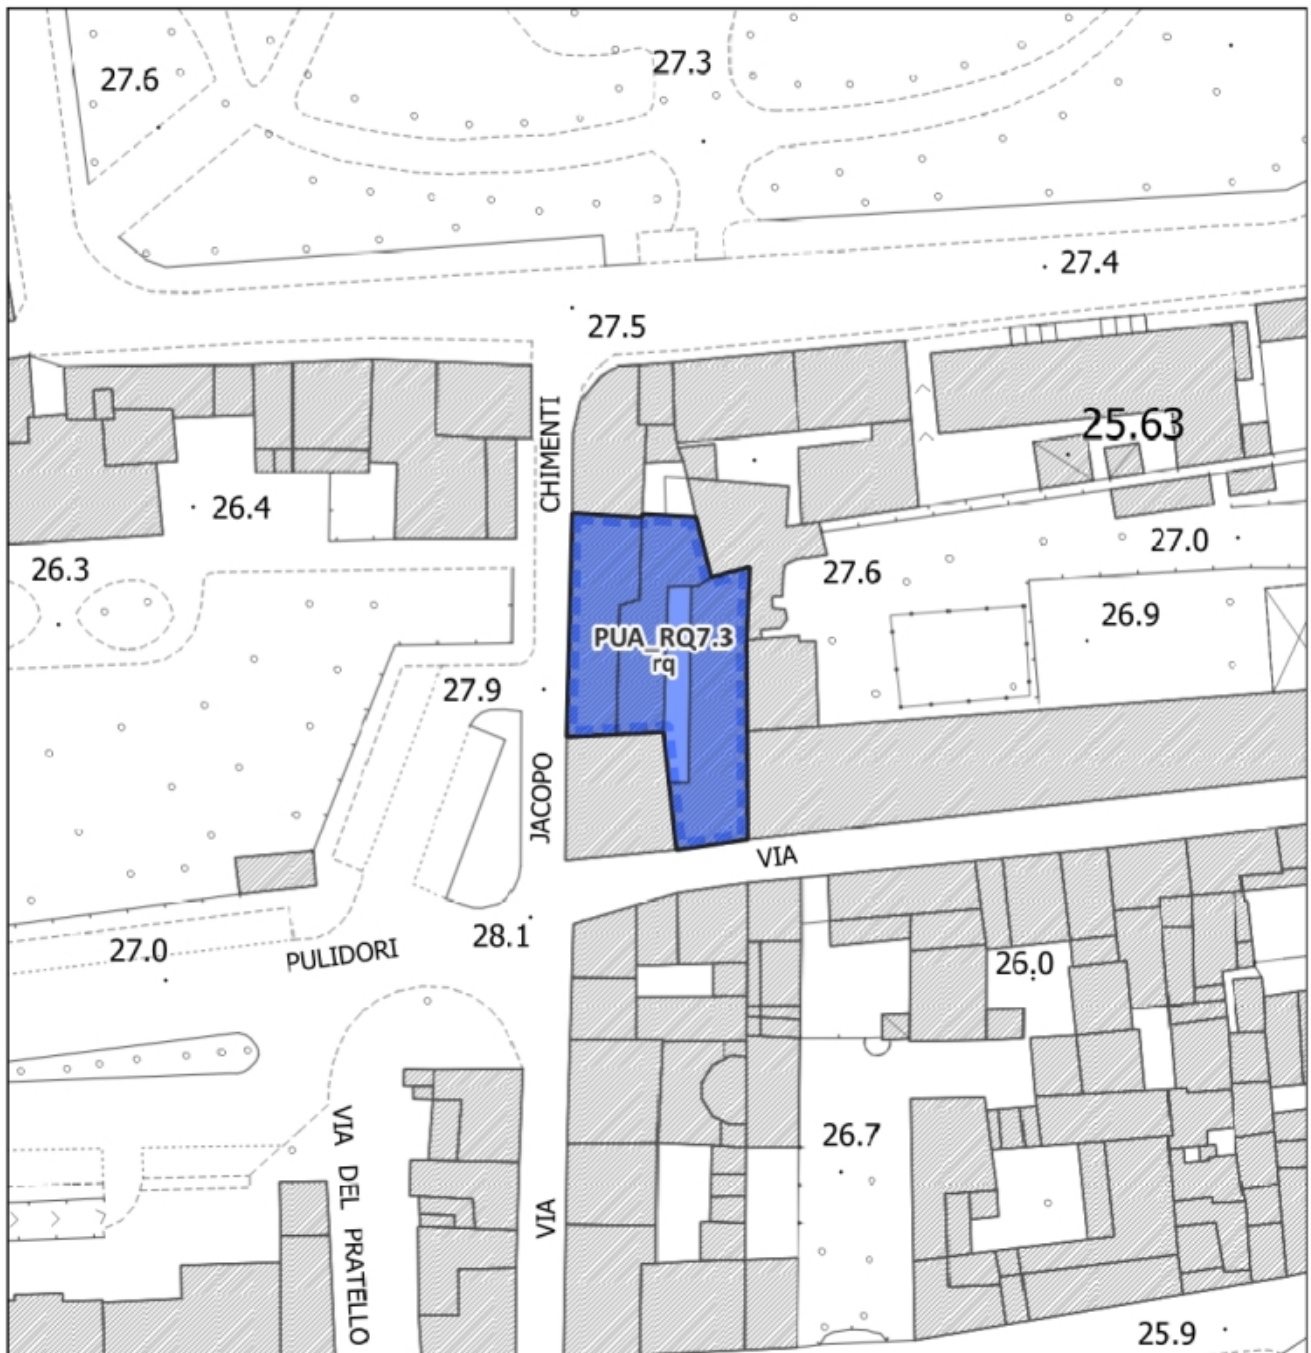 27.3
27.6
27.4
27.5
CHIMENTI
25.63
26.4
27.0
26.3
27.6
26.9
PUA_RQ7.3
rq
27.9
JACOPO
VIA
28.1
27.0
PULIDORI
26.0
VIA DEL PRATELLO
26.7
VIA
25.9